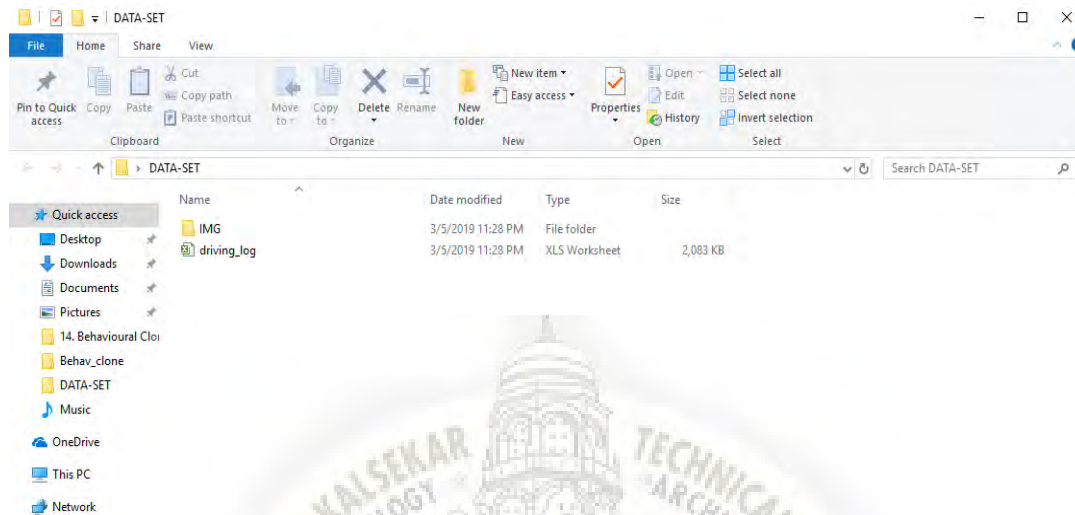 DATA-SET
File Home Share View
Pin to Quick access
Copy
Paste
Cut
Copy path
Paste shortcut
Clipboard
Move to
Copy to
Delete
Rename
Organize
New folder
New item
Easy access
New
Properties
Open
Edit
History
Open
Select all
Select none
Invert selection
Select
DATA-SET
Search DATA-SET
Name Date modified Type Size
IMG 3/5/2019 11:28 PM File folder
driving_log 3/5/2019 11:28 PM XLS Worksheet 2,083 KB
Quick access
Desktop
Downloads
Documents
Pictures
14. Behavioural Clo
Behav_clone
DATA-SET
Music
OneDrive
This PC
Network
KALSEKAR TECHNICA